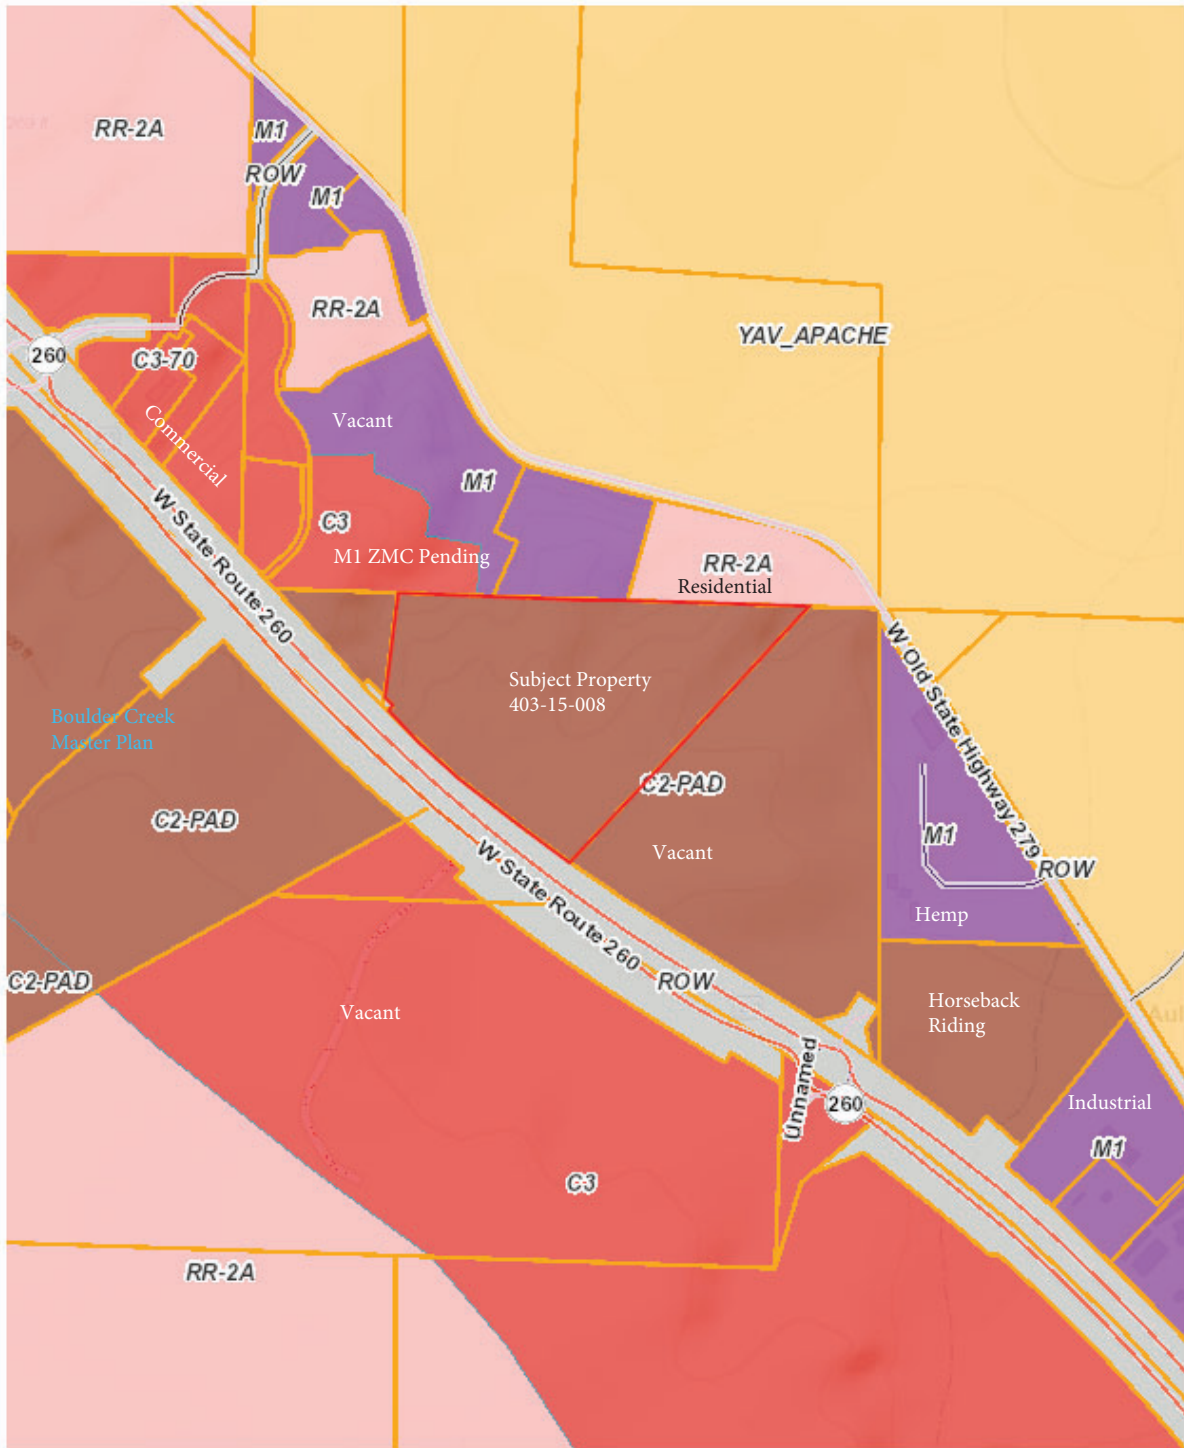 RR-2A
M1
ROW
M1
RR-2A
YAV_APACHE
260
C3-70
Commercial
Vacant
M1
C3
M1 ZMC Pending
RR-2A
Residential
W State Route 260
W Old State Highway 279
Subject Property
403-15-008
Boulder Creek
Master Plan
C2-PAD
C2-PAD
Vacant
M1
ROW
Hemp
W State Route 260
ROW
C2-PAD
Vacant
Horseback
Riding
Unnamed
260
Industrial
M1
C3
RR-2A